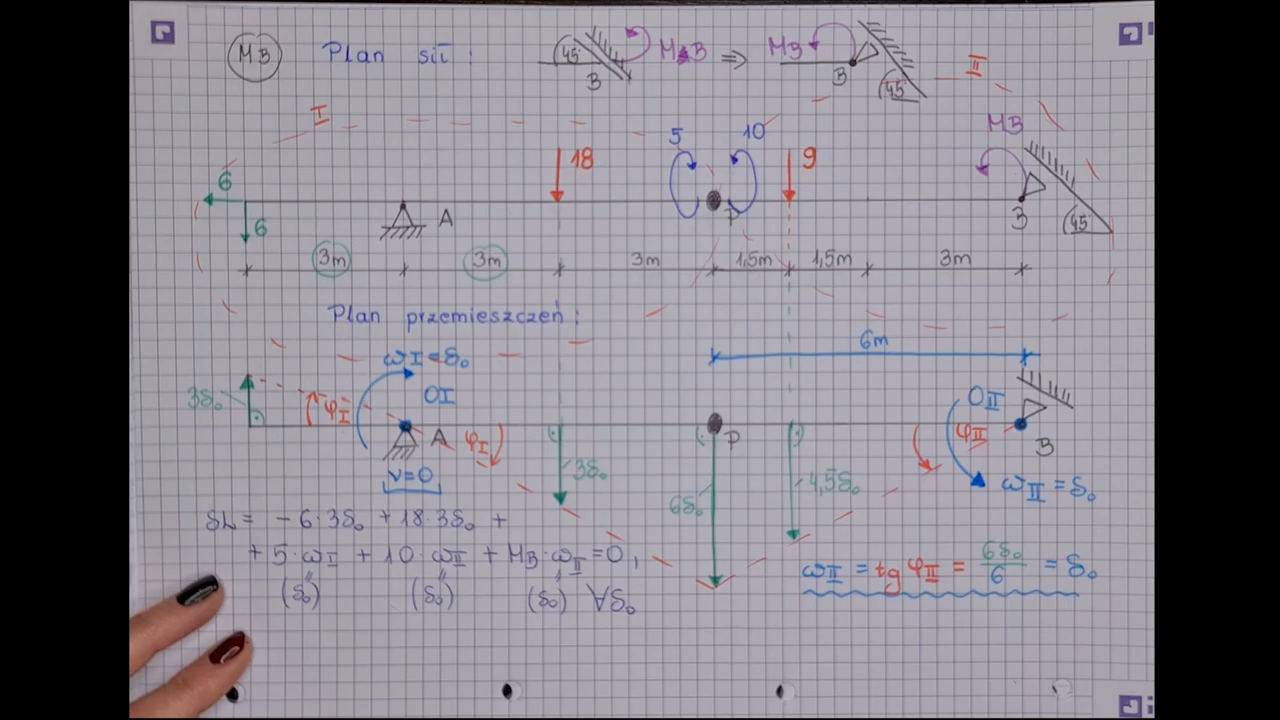 MB Plan sił: 45 B MB ⇒ MB B 45 II
I MB
5 10
6 18 9
6 A P B 45
3m 3m 3m 1,5m 1,5m 3m
Plan przemieszczeń:
6m
ωI = δ₀
3δ₀ φI OI OII
A φI P φII B
v=0 3δ₀ 6δ₀ 4,5δ₀ ωII = δ₀
δL = - 6·3δ₀ + 18·3δ₀ +
+ 5·ωI + 10·ωII + MB·ωII = 0,
(δ₀) (δ₀) (δ₀) ∀δ₀
ωII = tg φII = 6δ₀/6 = δ₀